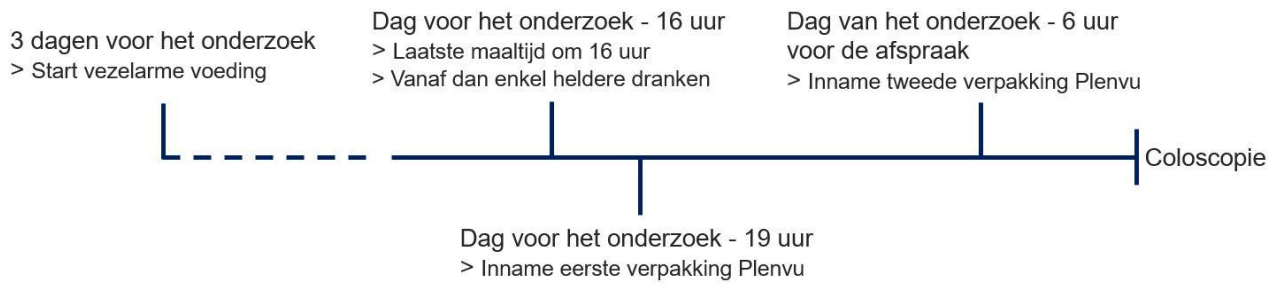 3 dagen voor het onderzoek
> Start vezelarme voeding
Dag voor het onderzoek - 16 uur
> Laatste maaltijd om 16 uur
> Vanaf dan enkel heldere dranken
Dag voor het onderzoek - 19 uur
> Inname eerste verpakking Plenvu
Dag van het onderzoek - 6 uur
voor de afspraak
> Inname tweede verpakking Plenvu
Coloscopie